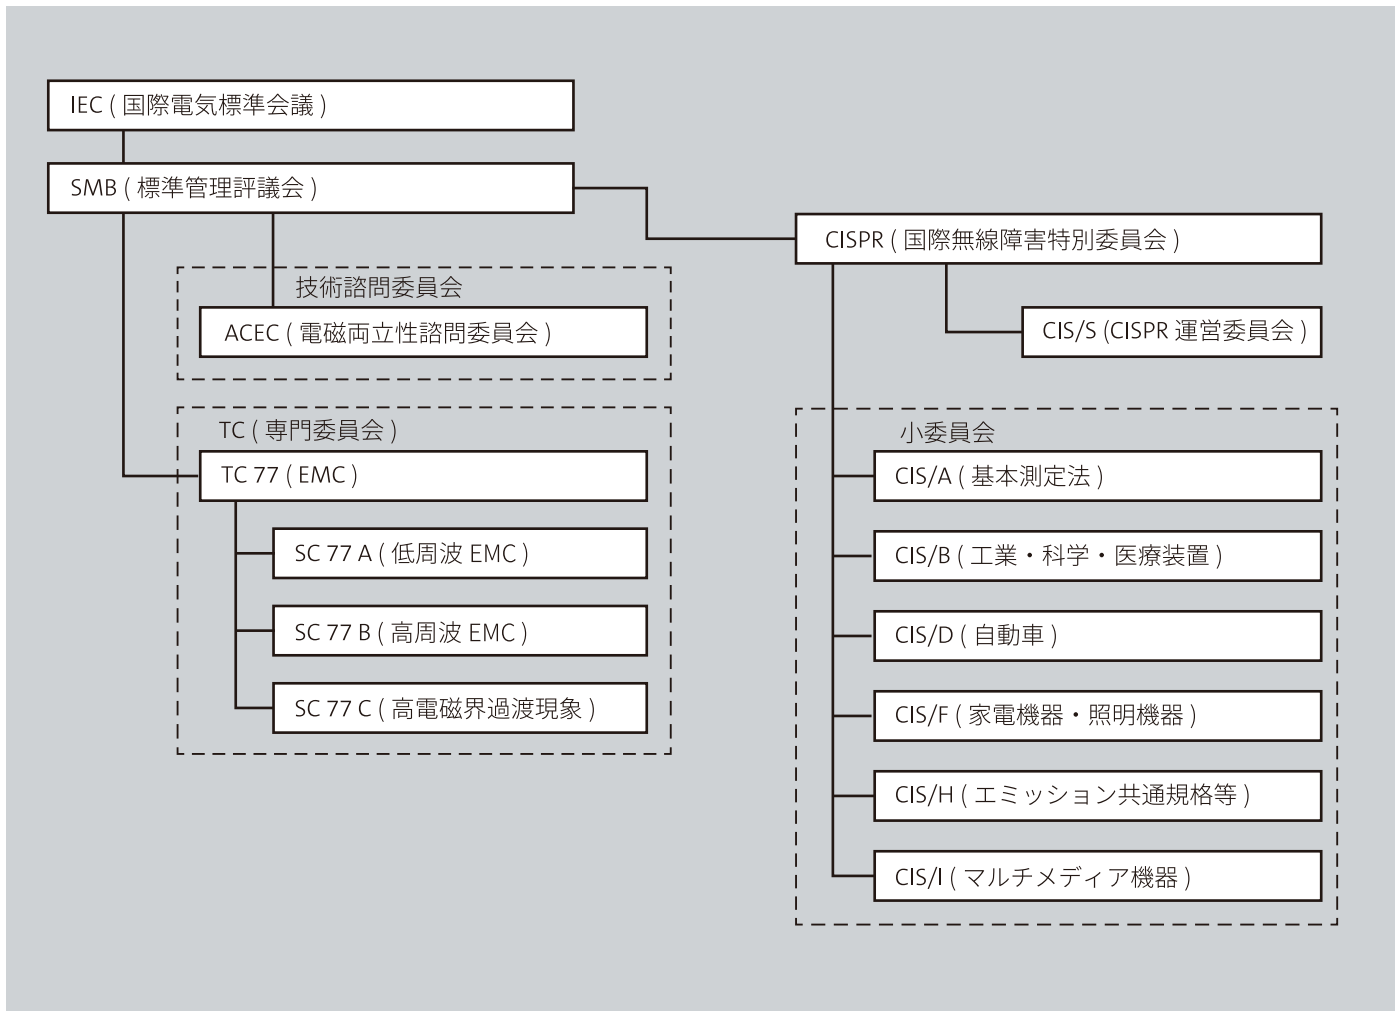 IEC ( 国際電気標準会議 )
SMB ( 標準管理評議会 )
技術諮問委員会
ACEC ( 電磁両立性諮問委員会 )
TC ( 専門委員会 )
TC 77 ( EMC )
SC 77 A ( 低周波 EMC )
SC 77 B ( 高周波 EMC )
SC 77 C ( 高電磁界過渡現象 )
CISPR ( 国際無線障害特別委員会 )
CIS/S (CISPR 運営委員会 )
小委員会
CIS/A ( 基本測定法 )
CIS/B ( 工業・科学・医療装置 )
CIS/D ( 自動車 )
CIS/F ( 家電機器・照明機器 )
CIS/H ( エミッション共通規格等 )
CIS/I ( マルチメディア機器 )